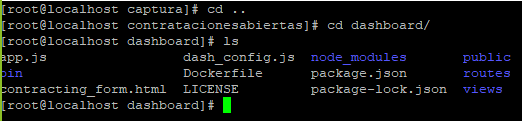 [root@localhost captura]# cd ..
[root@localhost contratacionesabiertas]# cd dashboard/
[root@localhost dashboard]# ls
app.js dash_config.js node_modules public
bin Dockerfile package.json routes
contracting_form.html LICENSE package-lock.json views
[root@localhost dashboard]#